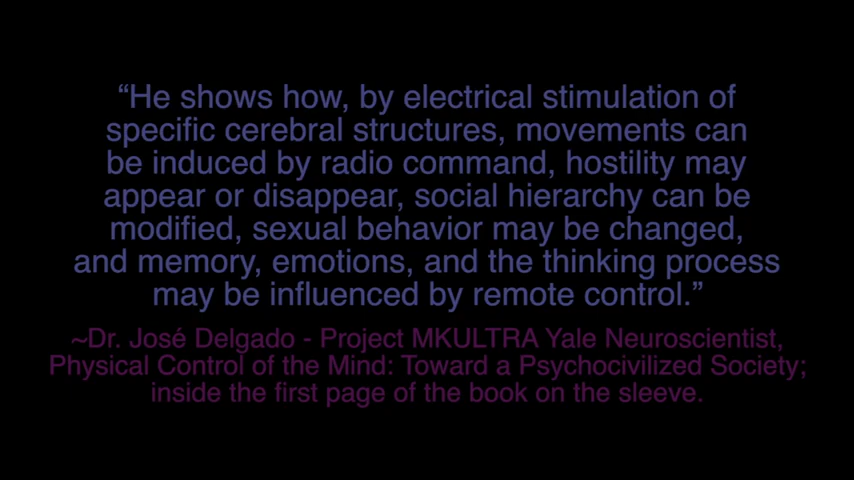 “He shows how, by electrical stimulation of
specific cerebral structures, movements can
be induced by radio command, hostility may
appear or disappear, social hierarchy can be
modified, sexual behavior may be changed,
and memory, emotions, and the thinking process
may be influenced by remote control.”
~Dr. José Delgado - Project MKULTRA Yale Neuroscientist,
Physical Control of the Mind: Toward a Psychocivilized Society;
inside the first page of the book on the sleeve.